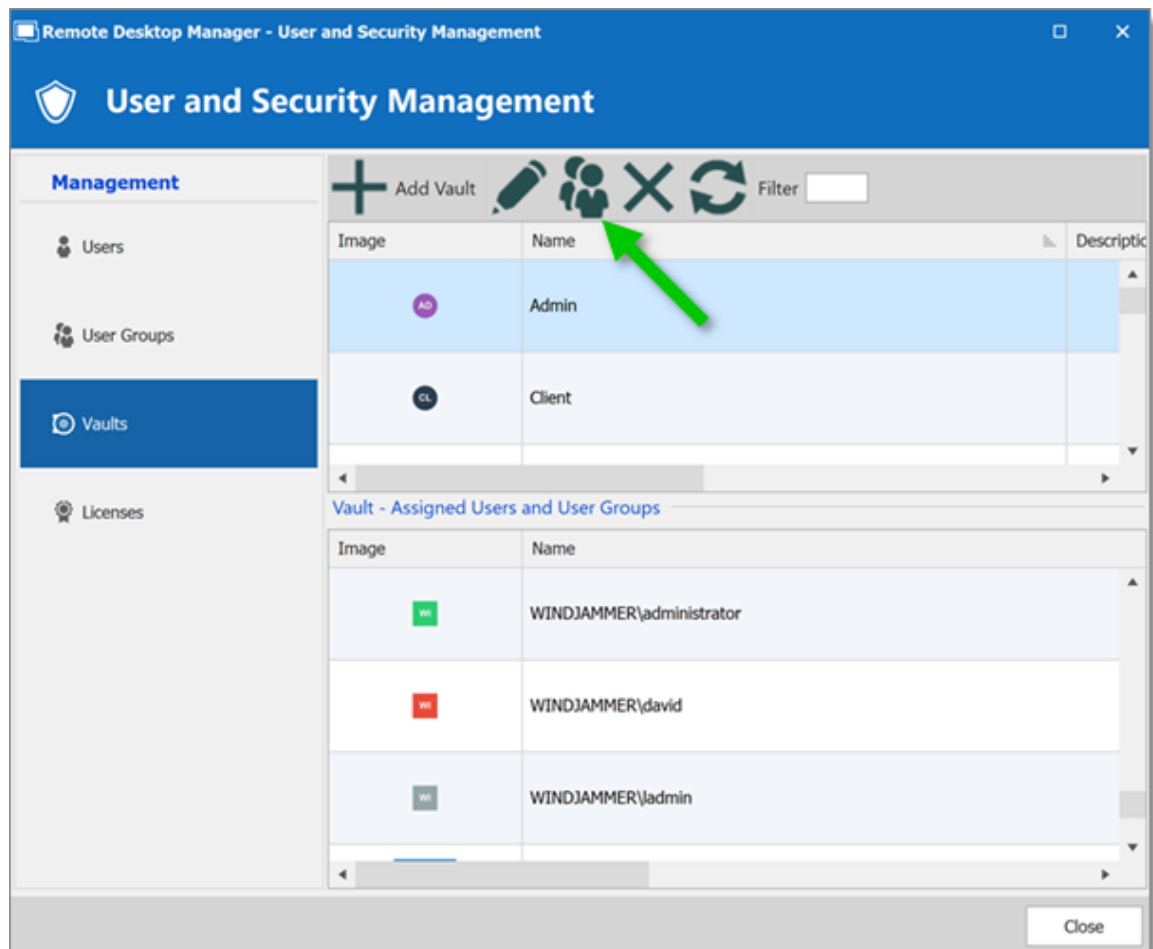 Remote Desktop Manager - User and Security Management
User and Security Management
Management
Users
User Groups
Vaults
Licenses
Add Vault
Filter
Image Name Descriptic
AD Admin
CL Client
Vault - Assigned Users and User Groups
Image Name
WI WINDJAMMER\administrator
WI WINDJAMMER\david
WI WINDJAMMER\ladmin
Close